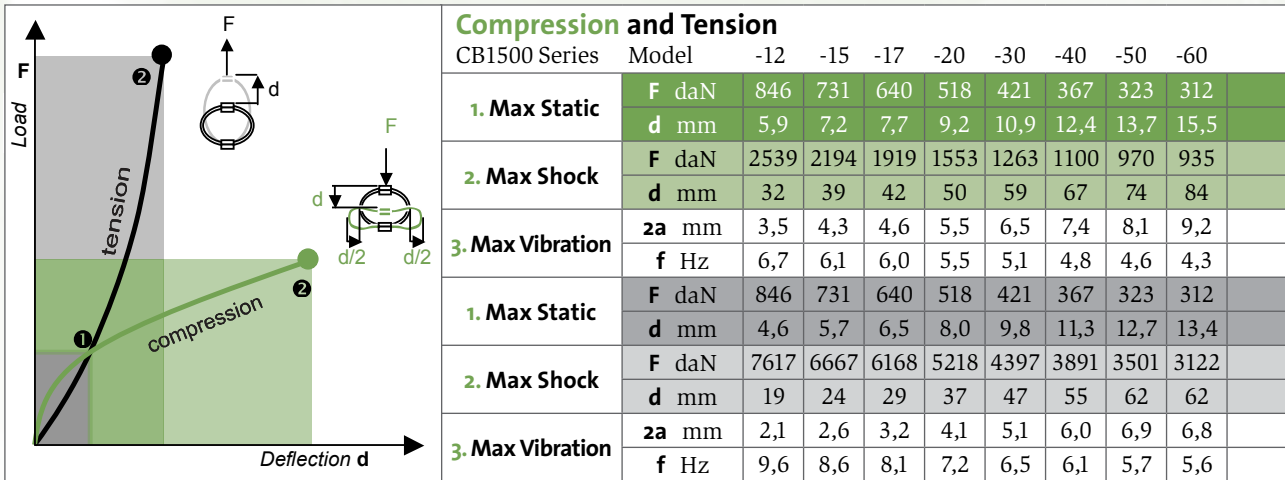 F
Load
tension
compression
❶
❷
❷
F
d
F
d
d/2 d/2
Deflection d
Compression and Tension
CB1500 Series Model -12 -15 -17 -20 -30 -40 -50 -60
1. Max Static F daN 846 731 640 518 421 367 323 312
d mm 5,9 7,2 7,7 9,2 10,9 12,4 13,7 15,5
2. Max Shock F daN 2539 2194 1919 1553 1263 1100 970 935
d mm 32 39 42 50 59 67 74 84
3. Max Vibration 2a mm 3,5 4,3 4,6 5,5 6,5 7,4 8,1 9,2
f Hz 6,7 6,1 6,0 5,5 5,1 4,8 4,6 4,3
1. Max Static F daN 846 731 640 518 421 367 323 312
d mm 4,6 5,7 6,5 8,0 9,8 11,3 12,7 13,4
2. Max Shock F daN 7617 6667 6168 5218 4397 3891 3501 3122
d mm 19 24 29 37 47 55 62 62
3. Max Vibration 2a mm 2,1 2,6 3,2 4,1 5,1 6,0 6,9 6,8
f Hz 9,6 8,6 8,1 7,2 6,5 6,1 5,7 5,6